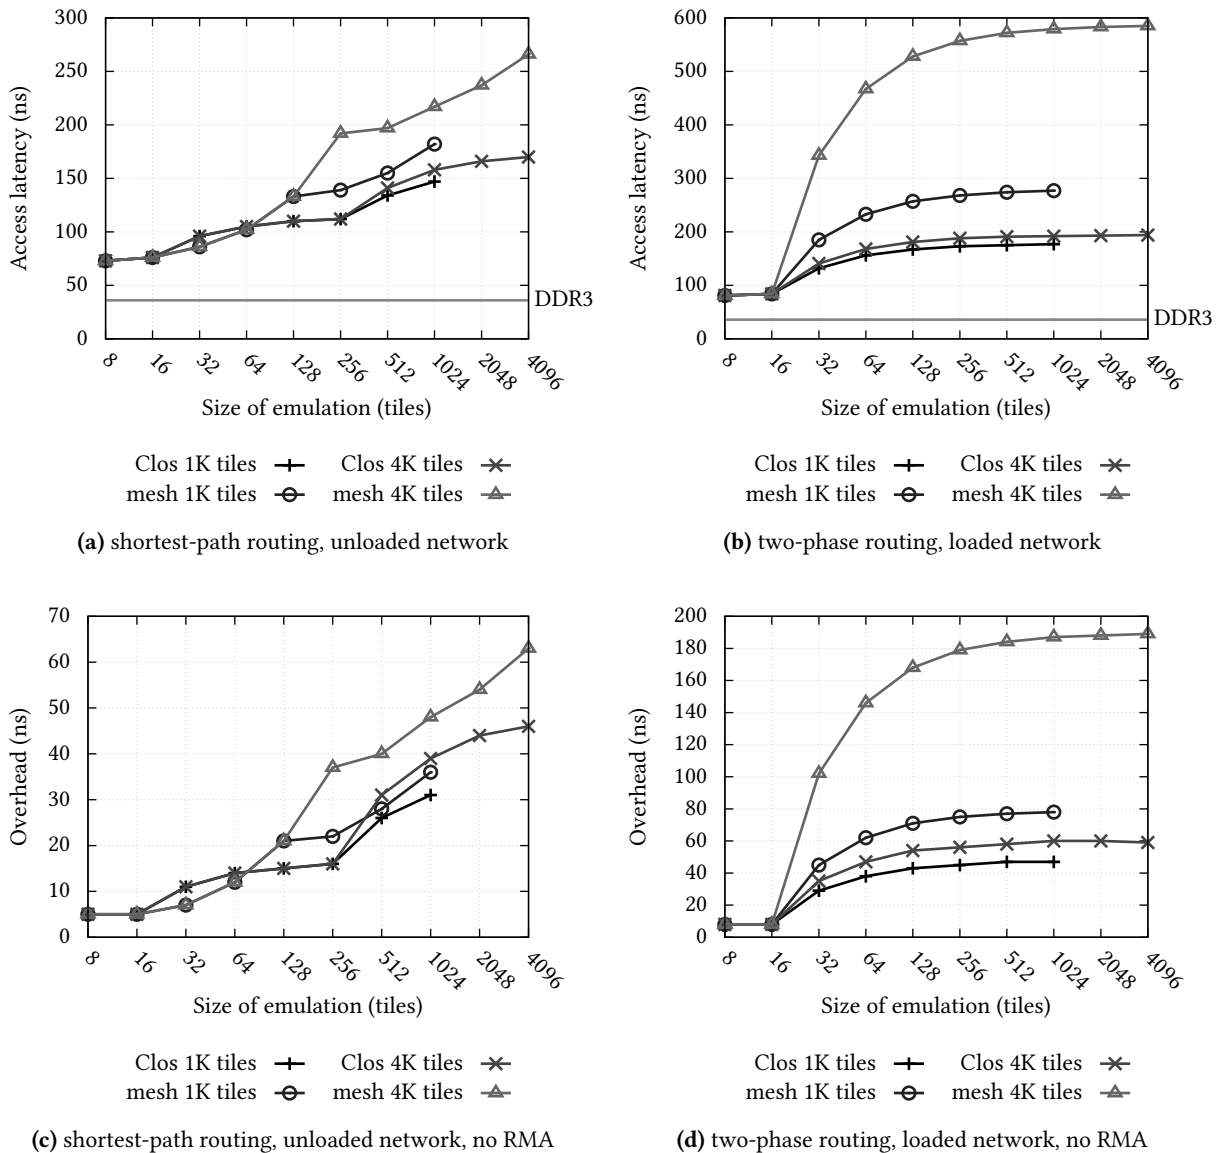 300
250
200
150
100
50
0
Access latency (ns)
DDR3
8 16 32 64 128 256 512 1024 2048 4096
Size of emulation (tiles)
Clos 1K tiles Clos 4K tiles
mesh 1K tiles mesh 4K tiles
(a) shortest-path routing, unloaded network
600
500
400
300
200
100
0
Access latency (ns)
DDR3
8 16 32 64 128 256 512 1024 2048 4096
Size of emulation (tiles)
Clos 1K tiles Clos 4K tiles
mesh 1K tiles mesh 4K tiles
(b) two-phase routing, loaded network
70
60
50
40
30
20
10
0
Overhead (ns)
8 16 32 64 128 256 512 1024 2048 4096
Size of emulation (tiles)
Clos 1K tiles Clos 4K tiles
mesh 1K tiles mesh 4K tiles
(c) shortest-path routing, unloaded network, no RMA
200
180
160
140
120
100
80
60
40
20
0
Overhead (ns)
8 16 32 64 128 256 512 1024 2048 4096
Size of emulation (tiles)
Clos 1K tiles Clos 4K tiles
mesh 1K tiles mesh 4K tiles
(d) two-phase routing, loaded network, no RMA